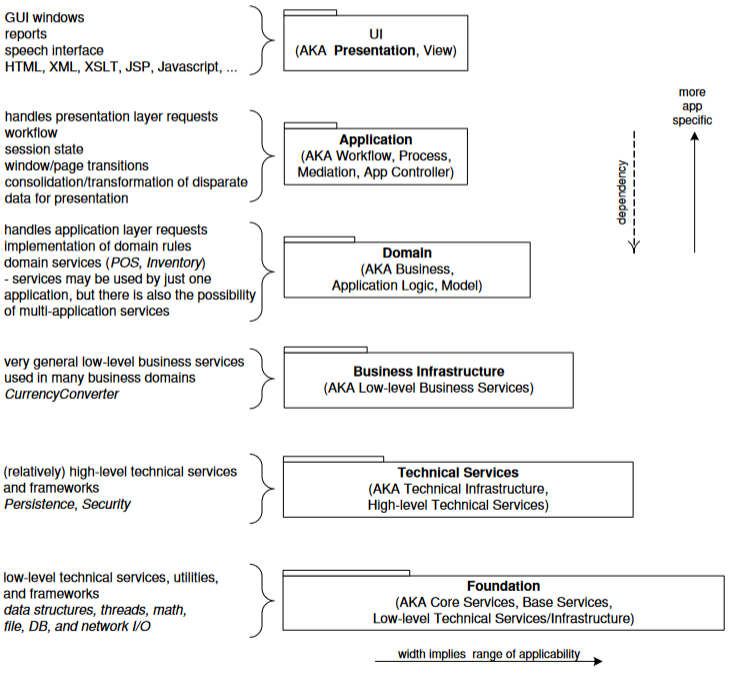 GUI windows
reports
speech interface
HTML, XML, XSLT, JSP, Javascript, ...
UI
(AKA Presentation, View)
handles presentation layer requests
workflow
session state
window/page transitions
consolidation/transformation of disparate
data for presentation
Application
(AKA Workflow, Process,
Mediation, App Controller)
dependency
more
app
specific
handles application layer requests
implementation of domain rules
domain services (POS, Inventory)
- services may be used by just one
application, but there is also the possibility
of multi-application services
Domain
(AKA Business,
Application Logic, Model)
very general low-level business services
used in many business domains
CurrencyConverter
Business Infrastructure
(AKA Low-level Business Services)
(relatively) high-level technical services
and frameworks
Persistence, Security
Technical Services
(AKA Technical Infrastructure,
High-level Technical Services)
low-level technical services, utilities,
and frameworks
data structures, threads, math,
file, DB, and network I/O
Foundation
(AKA Core Services, Base Services,
Low-level Technical Services/Infrastructure)
width implies range of applicability